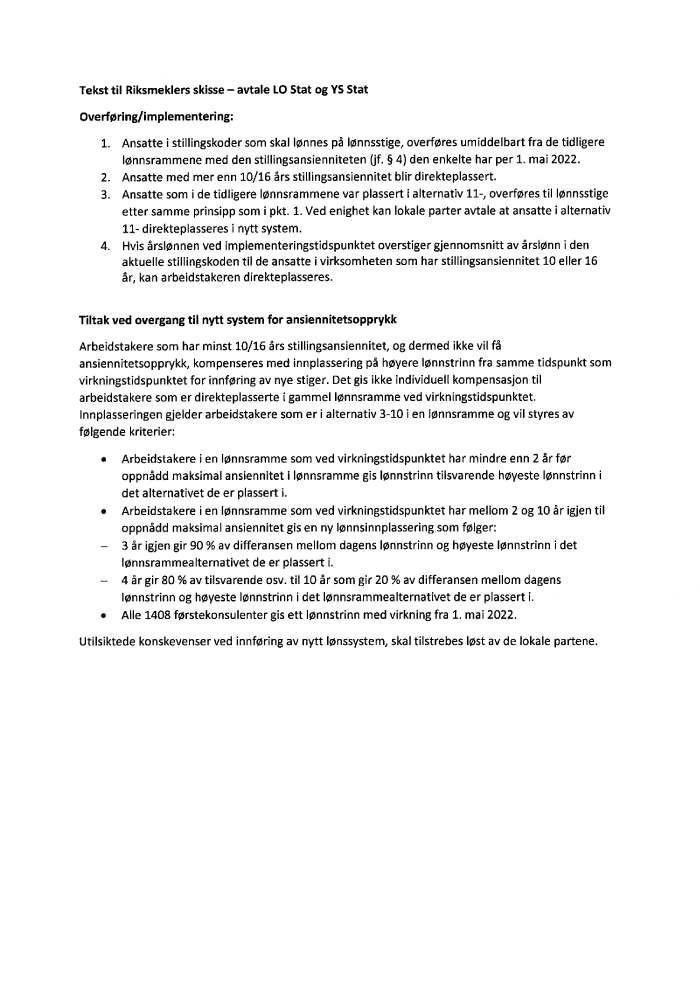 Tekst til Riksmeklers skisse – avtale LO Stat og YS Stat
Overføring/implementering:
1. Ansatte i stillingskoder som skal lønnes på lønnsstige, overføres umiddelbart fra de tidligere
lønnsrammene med den stillingsansienniteten (jf. § 4) den enkelte har per 1. mai 2022.
2. Ansatte med mer enn 10/16 års stillingsansiennitet blir direkteplassert.
3. Ansatte som i de tidligere lønnsrammene var plassert i alternativ 11-, overføres til lønnsstige
etter samme prinsipp som i pkt. 1. Ved enighet kan lokale parter avtale at ansatte i alternativ
11- direkteplasseres i nytt system.
4. Hvis årslønnen ved implementeringstidspunktet overstiger gjennomsnitt av årslønn i den
aktuelle stillingskoden til de ansatte i virksomheten som har stillingsansiennitet 10 eller 16
år, kan arbeidstakeren direkteplasseres.
Tiltak ved overgang til nytt system for ansiennitetsopprykk
Arbeidstakere som har minst 10/16 års stillingsansiennitet, og dermed ikke vil få
ansiennitetsopprykk, kompenseres med innplassering på høyere lønnstrinn fra samme tidspunkt som
virkningstidspunktet for innføring av nye stiger. Det gis ikke individuell kompensasjon til
arbeidstakere som er direkteplasserte i gammel lønnsramme ved virkningstidspunktet.
Innplasseringen gjelder arbeidstakere som er i alternativ 3-10 i en lønnsramme og vil styres av
følgende kriterier:
• Arbeidstakere i en lønnsramme som ved virkningstidspunktet har mindre enn 2 år før
oppnådd maksimal ansiennitet i lønnsramme gis lønnstrinn tilsvarende høyeste lønnstrinn i
det alternativet de er plassert i.
• Arbeidstakere i en lønnsramme som ved virkningstidspunktet har mellom 2 og 10 år igjen til
oppnådd maksimal ansiennitet gis en ny lønnsinnplassering som følger:
– 3 år igjen gir 90 % av differansen mellom dagens lønnstrinn og høyeste lønnstrinn i det
lønnsrammealternativet de er plassert i.
– 4 år gir 80 % av tilsvarende osv. til 10 år som gir 20 % av differansen mellom dagens
lønnstrinn og høyeste lønnstrinn i det lønnsrammealternativet de er plassert i.
• Alle 1408 førstekonsulenter gis ett lønnstrinn med virkning fra 1. mai 2022.
Utilsiktede konskevenser ved innføring av nytt lønssystem, skal tilstrebes løst av de lokale partene.